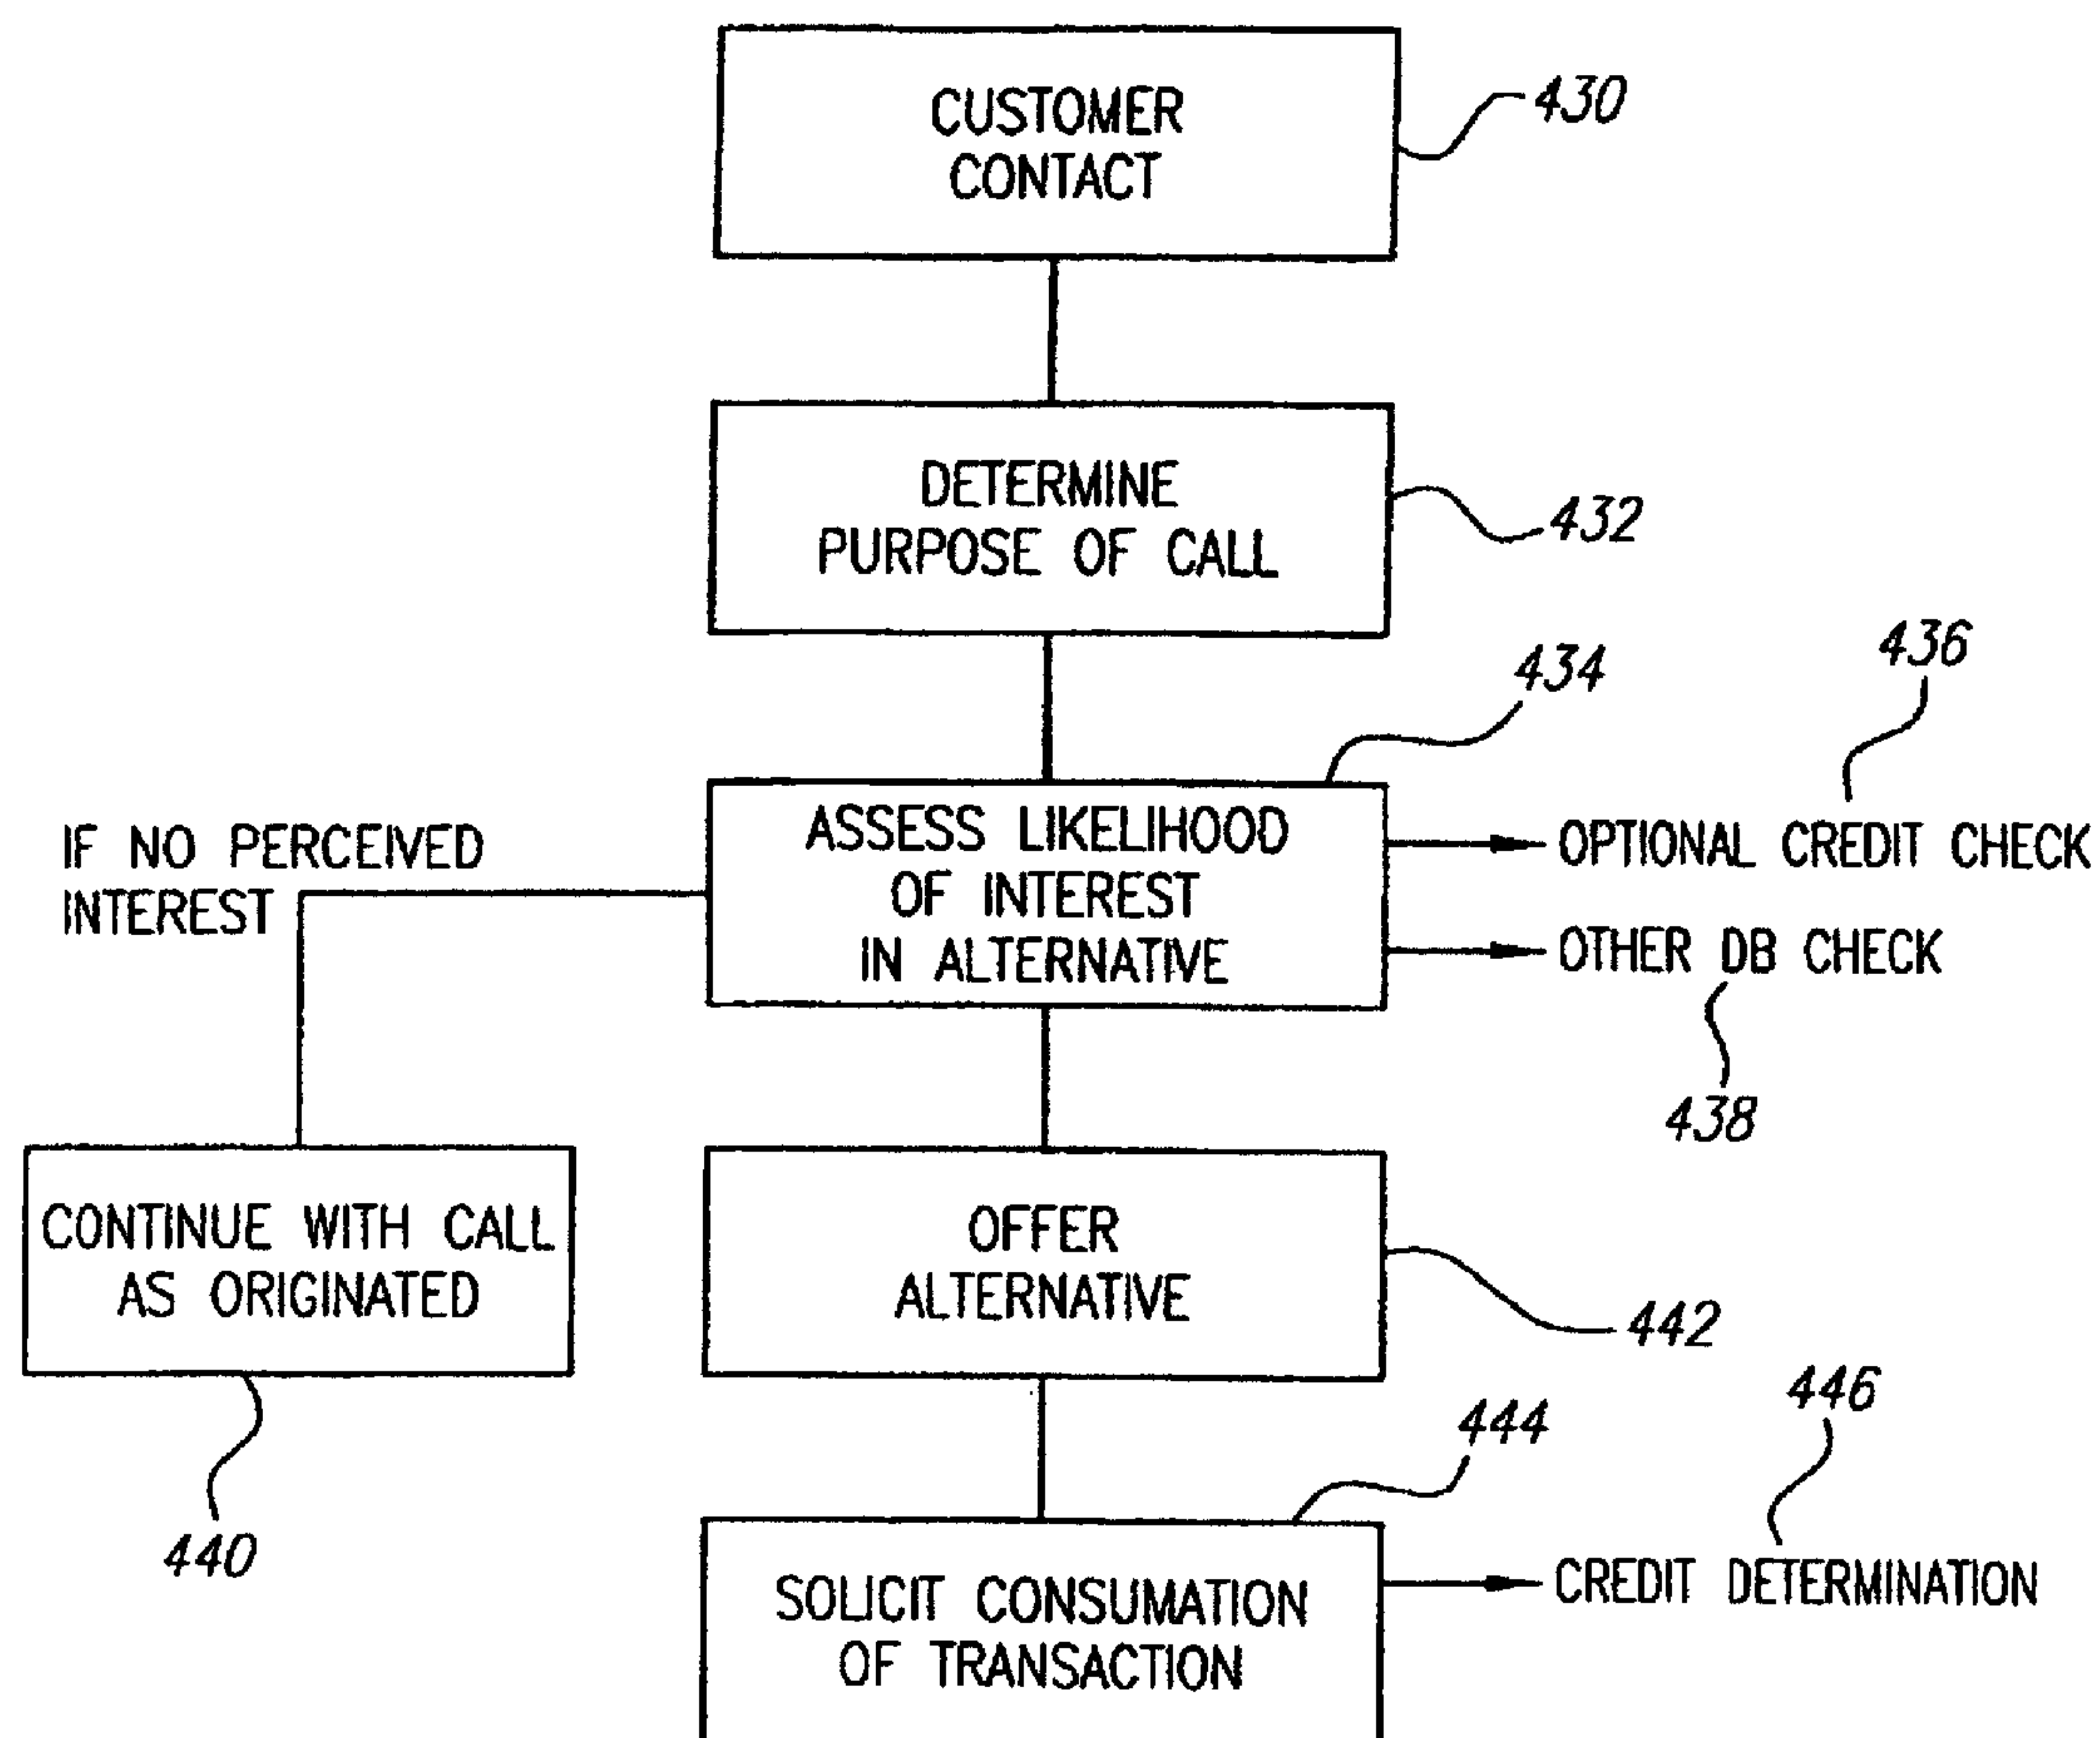 CUSTOMER
CONTACT
430
DETERMINE
PURPOSE OF CALL
432
434
436
ASSESS LIKELIHOOD
OF INTEREST
IN ALTERNATIVE
IF NO PERCEIVED
INTEREST
OPTIONAL CREDIT CHECK
OTHER DB CHECK
438
CONTINUE WITH CALL
AS ORIGINATED
440
OFFER
ALTERNATIVE
442
444
446
SOLICIT CONSUMATION
OF TRANSACTION
CREDIT DETERMINATION